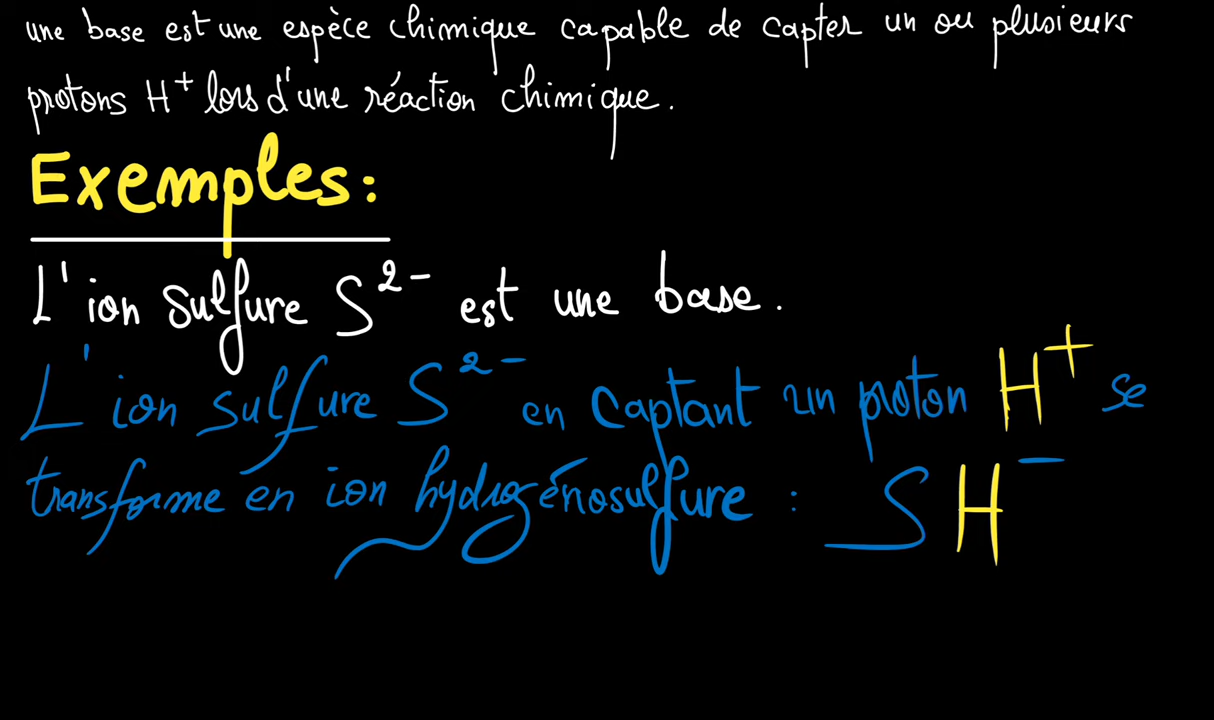 une base est une espèce chimique capable de capter un ou plusieurs
protons H⁺ lors d'une réaction chimique.
Exemples:
L'ion sulfure S²⁻ est une base.
L'ion sulfure S²⁻ en captant un proton H⁺ se
transforme en ion hydrogénosulfure : SH⁻